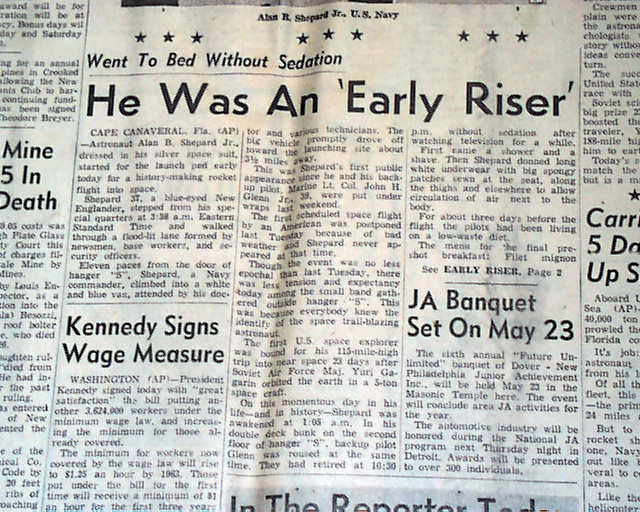 Alan B. Shepard Jr., U.S. Navy
★ ★ ★ ★ ★ ★ ★ ★ ★
Went To Bed Without Sedation
He Was An 'Early Riser'
CAPE CANAVERAL, Fla. (AP)
—Astronaut Alan B. Shepard Jr.,
dressed in his silver space suit,
started for the launch pad early
today for a history-making rocket
flight into space.
Shepard 37, a blue-eyed New
Englander, stepped from his spe-
cial quarters at 3:58 a.m. Eastern
Standard Time and walked
through a flood-lit lane formed by
newsmen, base workers, and se-
curity officers.
Eleven paces from the door of
hangar "S", Shepard, a Navy
commander, climbed into a white
and blue van, attended by his doc-
tor and various technicians. The
big vehicle promptly drove off
toward the launching site about
3½ miles away.
This was Shepard's first public
appearance since he and his back-
up pilot, Marine Lt. Col. John H.
Glenn Jr., 39, were put under
wraps last weekend.
The first scheduled space flight
by an American was postponed
last Tuesday because of bad
weather and Shepard never ap-
peared at that time.
Though the event was no less
epochal than last Tuesday, there
was less tension and expectancy
today among the small band gath-
ered outside hangar "S". This
was because everybody knew the
identity of the space trail-blazing
astronaut.
The first U.S. space explorer
was bound for his 115-mile-high
trip into near space 23 days after
Soviet Air Force Maj. Yuri Ga-
garin orbited the earth in a 5-ton
space craft.
On this momentous day in his
life—and in history—Shepard was
awakened at 1:05 a.m. In his
double deck bunk on the second
floor of hangar "S", backup pilot
Glenn was roused at the same
time. They had retired at 10:30
p.m. without sedation after
watching television for a while.
First came a shower and a
shave. Then Shepard donned long
white underwear with big spongy
patches sewn at the seat, along
the thighs and elsewhere to allow
circulation of air next to the
body.
For about three days before the
flight the pilots had been living
on a low-waste diet.
The menu for the final pre-
shot breakfast: Filet mignon
See EARLY RISER, Page 2
Kennedy Signs
Wage Measure
WASHINGTON (AP)—President
Kennedy signed today with "great
satisfaction" the bill putting an-
other 3,624,000 workers under the
minimum wage law, and increas-
ing the minimum for those al-
ready covered.
The minimum for workers now
covered by the wage law will rise
to $1.25 an hour by 1963. Those
put under the bill for the first
time will receive a minimum of $1
an hour for the first three years
JA Banquet
Set On May 23
The sixth annual "Future Un-
limited" banquet of Dover - New
Philadelphia Junior Achievement
Inc., will be held May 23 in the
Masonic Temple here. The event
will conclude area JA activities for
the year.
The automotive industry will be
honored during the National JA
program next Thursday night in
Detroit. Awards will be presented
to over 300 individuals.
In The Reporter Today
Mine
5 In
Death
Carri
5 Do
Up S